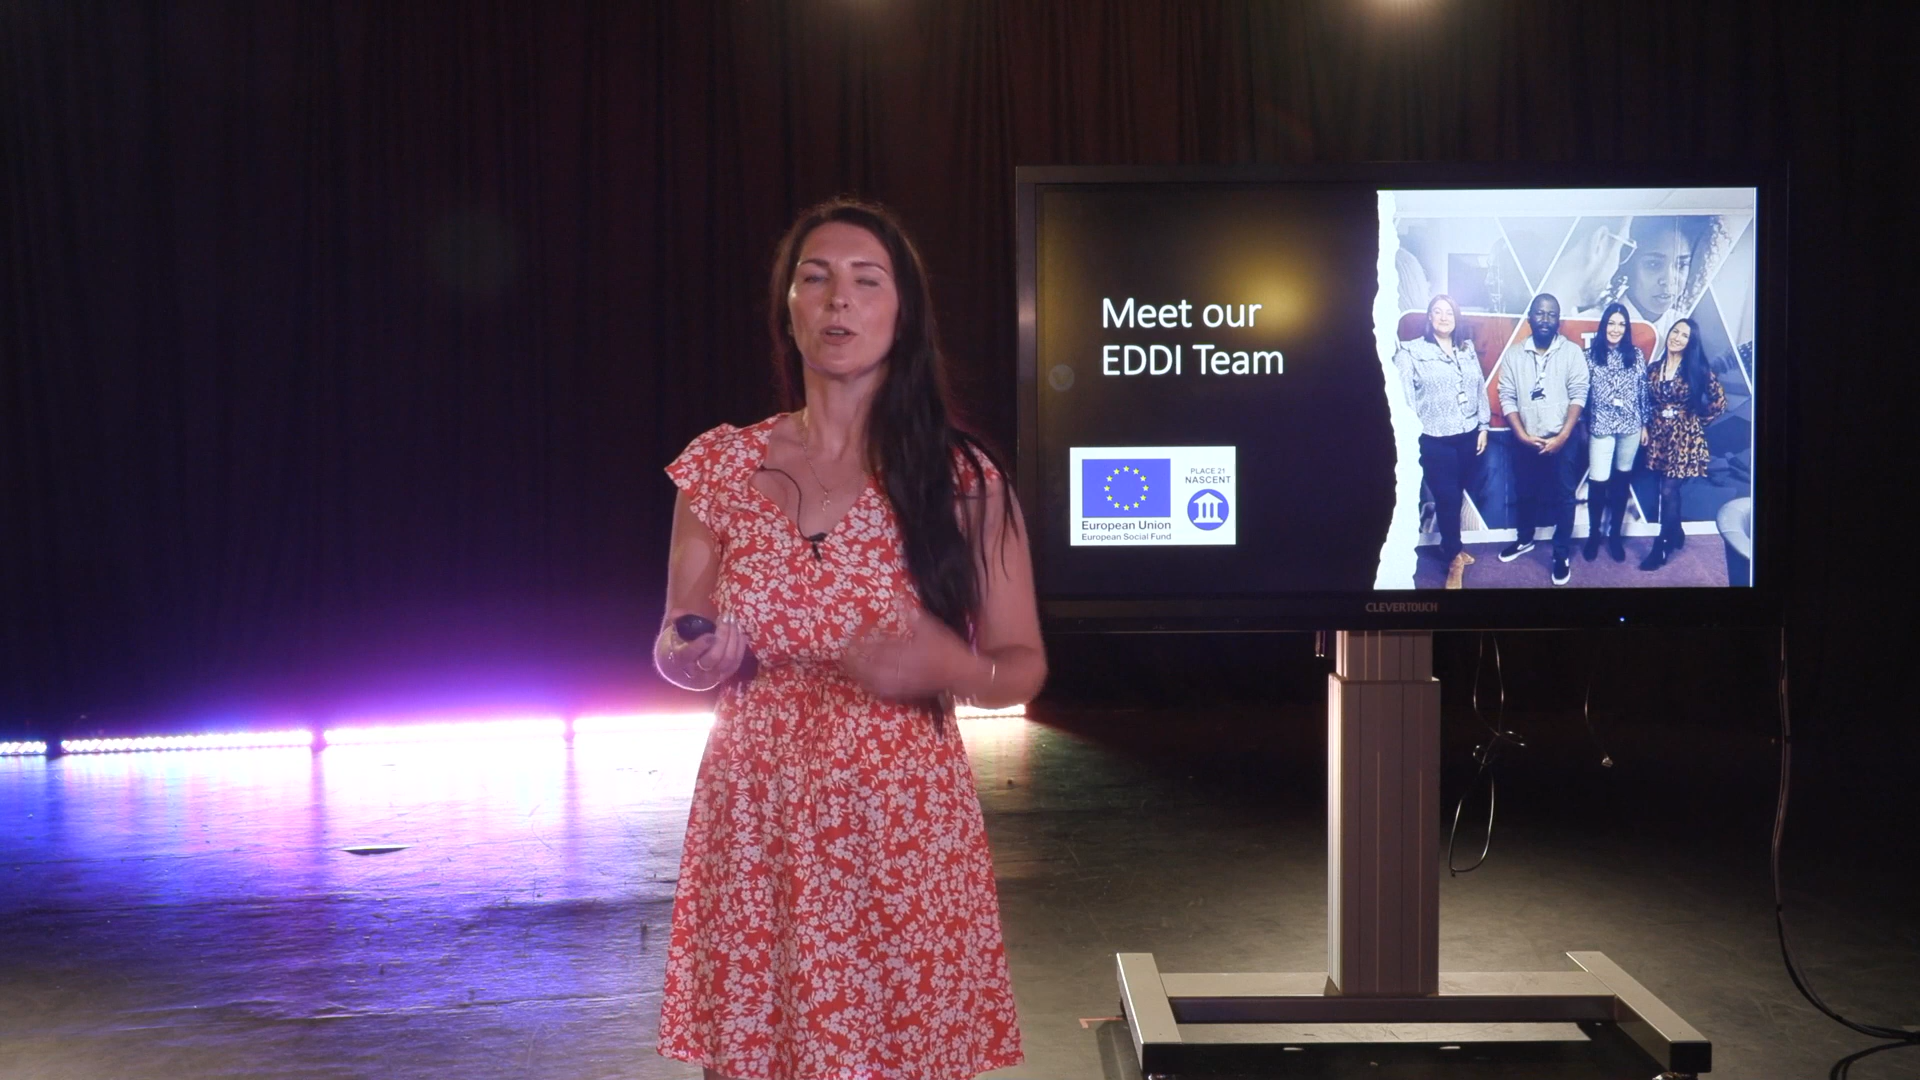 Meet our
EDDI Team
European Union
European Social Fund
PLACE 21
NASCENT
CLEVERTOUCH